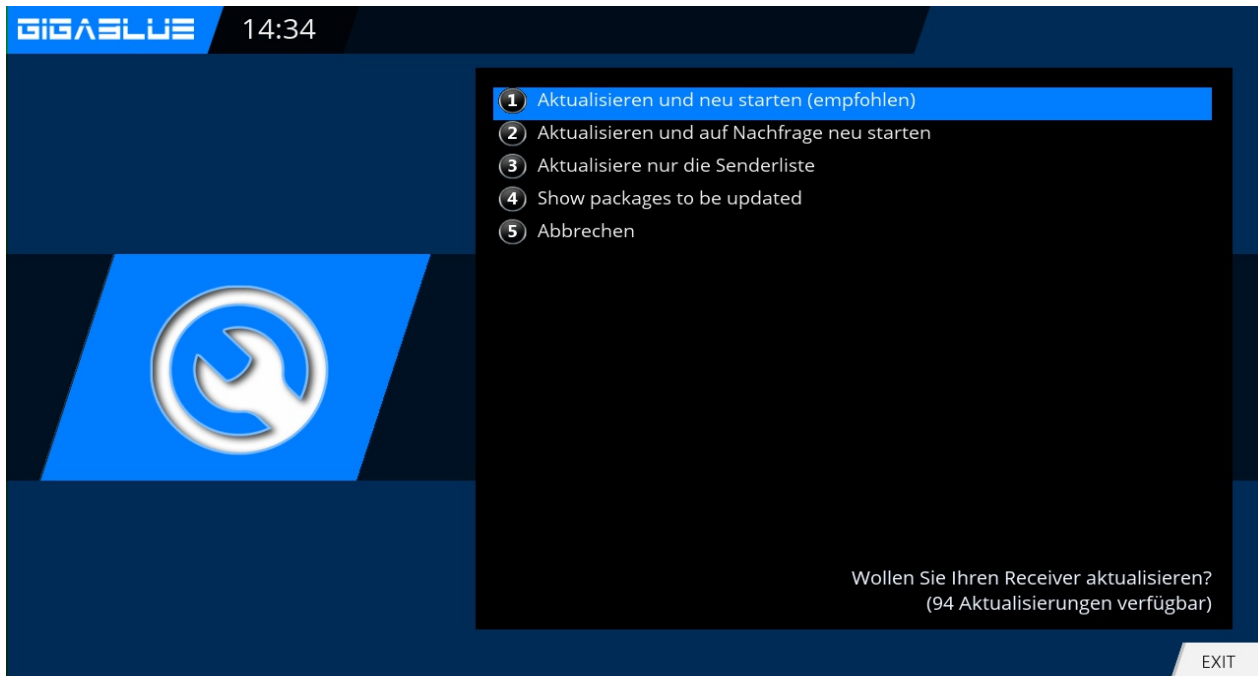 GIGABLUE 14:34
1 Aktualisieren und neu starten (empfohlen)
2 Aktualisieren und auf Nachfrage neu starten
3 Aktualisiere nur die Senderliste
4 Show packages to be updated
5 Abbrechen
Wollen Sie Ihren Receiver aktualisieren?
(94 Aktualisierungen verfügbar)
EXIT